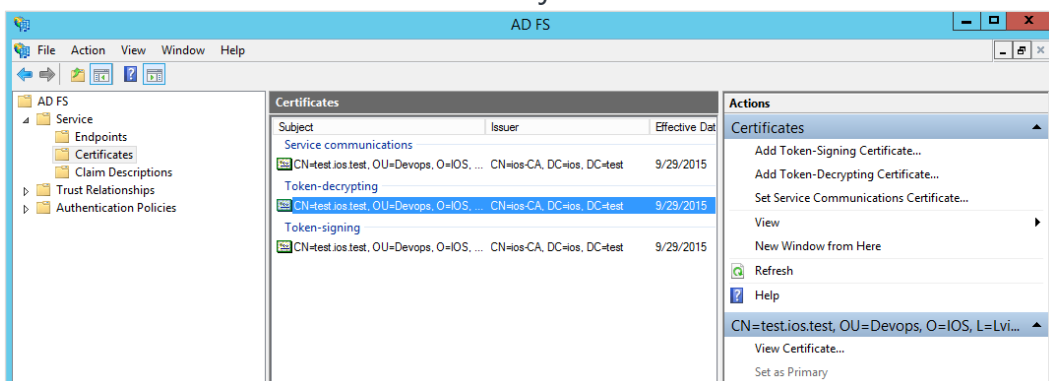 AD FS
File Action View Window Help
AD FS
Service
Endpoints
Certificates
Claim Descriptions
Trust Relationships
Authentication Policies
Certificates
Subject Issuer Effective Dat
Service communications
CN=test.ios.test, OU=Devops, O=IOS, ... CN=ios-CA, DC=ios, DC=test 9/29/2015
Token-decrypting
CN=test.ios.test, OU=Devops, O=IOS, ... CN=ios-CA, DC=ios, DC=test 9/29/2015
Token-signing
CN=test.ios.test, OU=Devops, O=IOS, ... CN=ios-CA, DC=ios, DC=test 9/29/2015
Actions
Certificates
Add Token-Signing Certificate...
Add Token-Decrypting Certificate...
Set Service Communications Certificate...
View
New Window from Here
Refresh
Help
CN=test.ios.test, OU=Devops, O=IOS, L=Lvi...
View Certificate...
Set as Primary